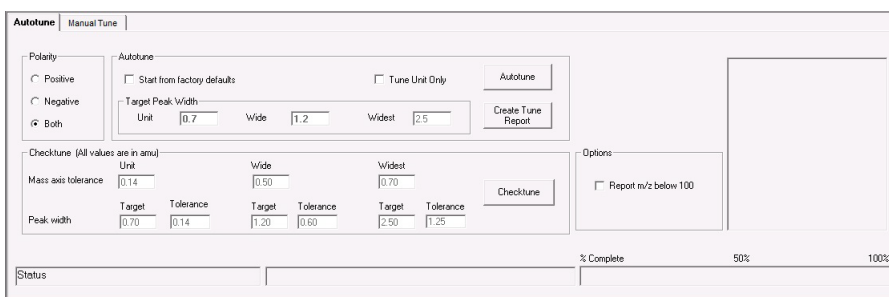 Autotune Manual Tune
Polarity
Positive
Negative
Both
Autotune
Start from factory defaults
Tune Unit Only
Autotune
Target Peak Width
Unit 0.7 Wide 1.2 Widest 2.5
Create Tune
Report
Checktune (All values are in amu)
Unit Wide Widest
Mass axis tolerance 0.14 0.50 0.70
Target Tolerance Target Tolerance Target Tolerance
Peak width 0.70 0.14 1.20 0.60 2.50 1.25
Checktune
Options
Report m/z below 100
% Complete 50% 100%
Status